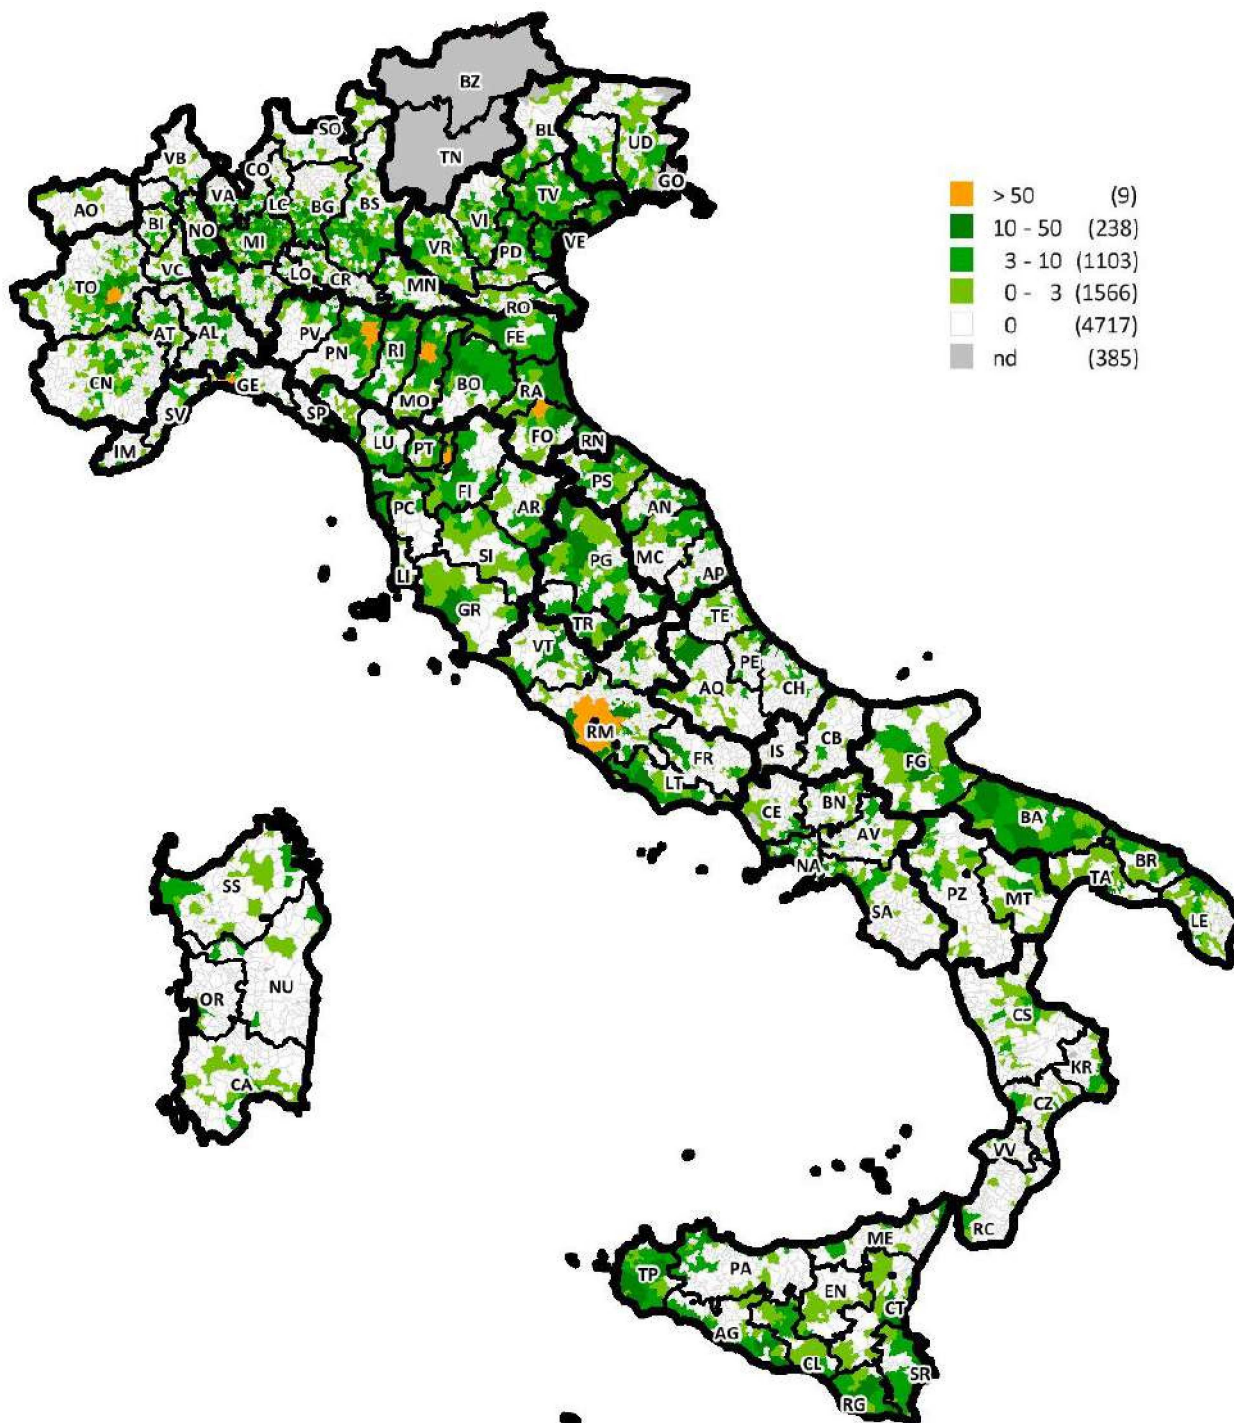 BZ
SO
BL
UD
VB
CO
TN
GO
VA
LC
BG
BS
TV
AO
BI
NO
MI
VI
VR
PD
VE
VC
LO
CR
MN
TO
RO
AT
AL
PV
PN
RI
FE
CN
MO
BO
RA
GE
SV
SP
FO
RN
IM
LU
PT
FI
PS
PC
AR
AN
SI
PG
MC
LI
AP
GR
TR
TE
VT
PE
AQ
CH
RM
FR
IS
CB
FG
LT
CE
BN
BA
AV
NA
BR
TA
PZ
MT
SA
LE
SS
NU
OR
CA
CS
KR
CZ
VV
RC
ME
TP
PA
EN
CT
AG
CL
SR
RG
> 50 (9)
10 - 50 (238)
3 - 10 (1103)
0 - 3 (1566)
0 (4717)
nd (385)